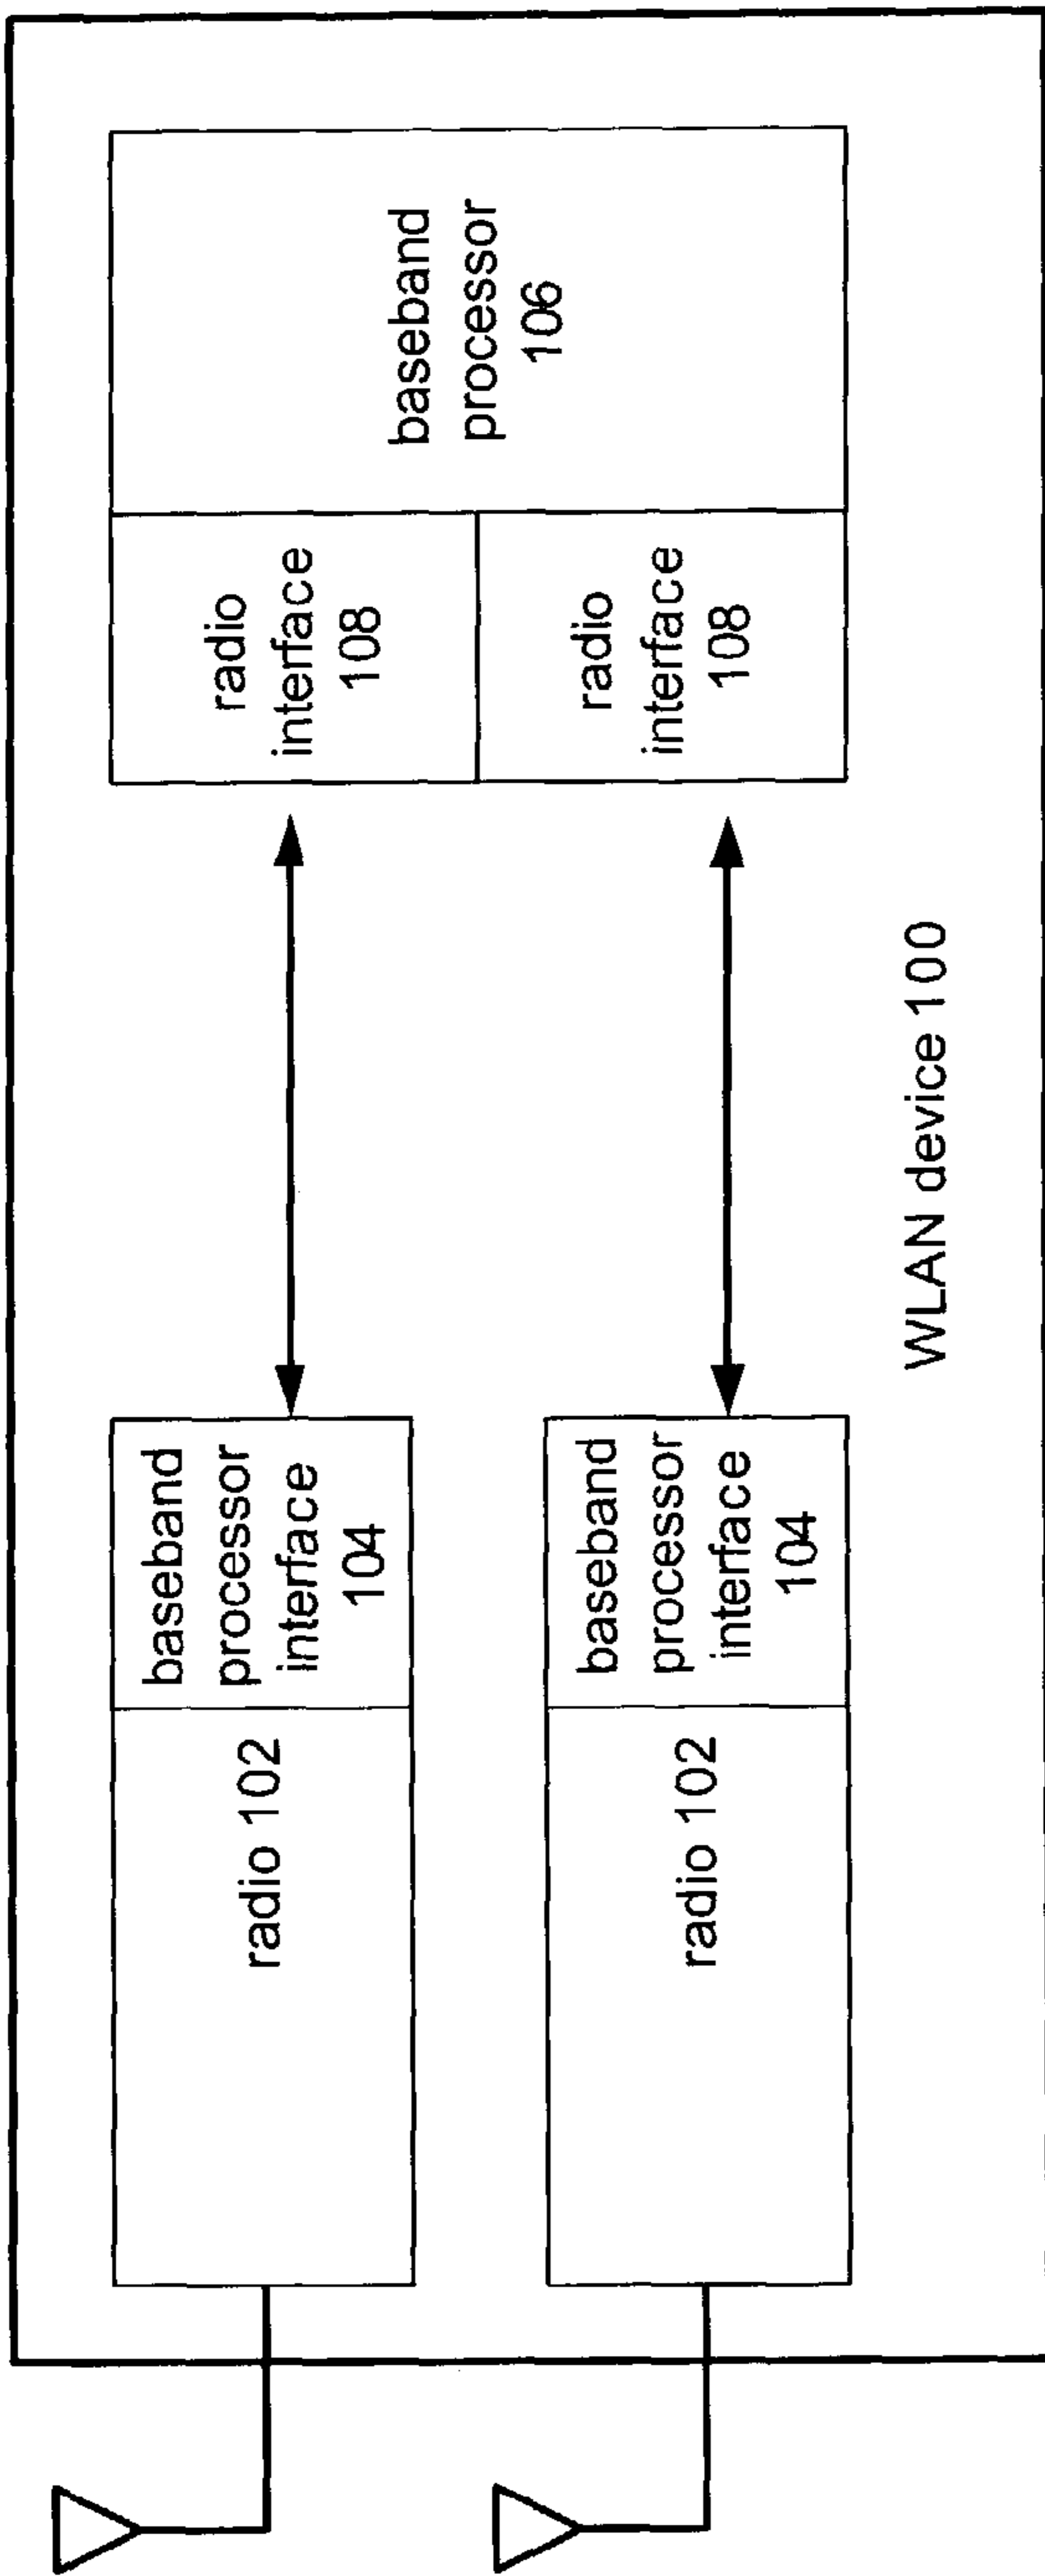 radio 102
baseband
processor
interface
104
radio
interface
108
baseband
processor
106
radio 102
baseband
processor
interface
104
radio
interface
108
WLAN device 100